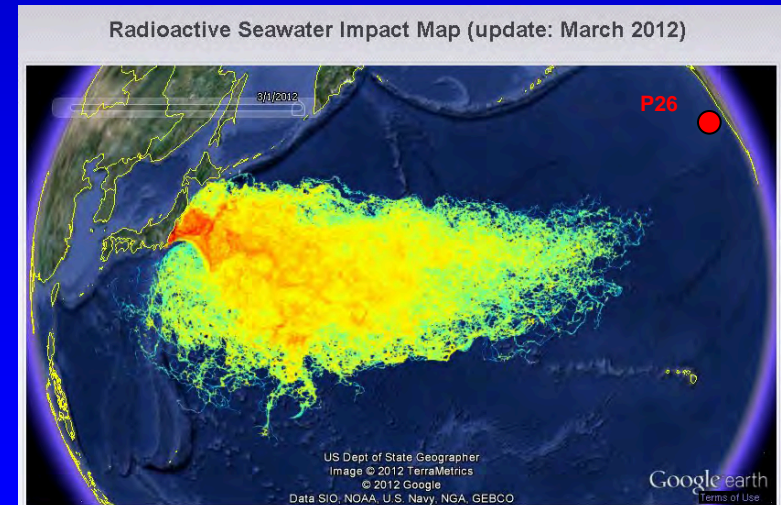 Radioactive Seawater Impact Map (update: March 2012)
3/1/2012
P26
US Dept of State Geographer
Image © 2012 TerraMetrics
© 2012 Google
Data SIO, NOAA, U.S. Navy, NGA, GEBCO
Google earth
Terms of Use